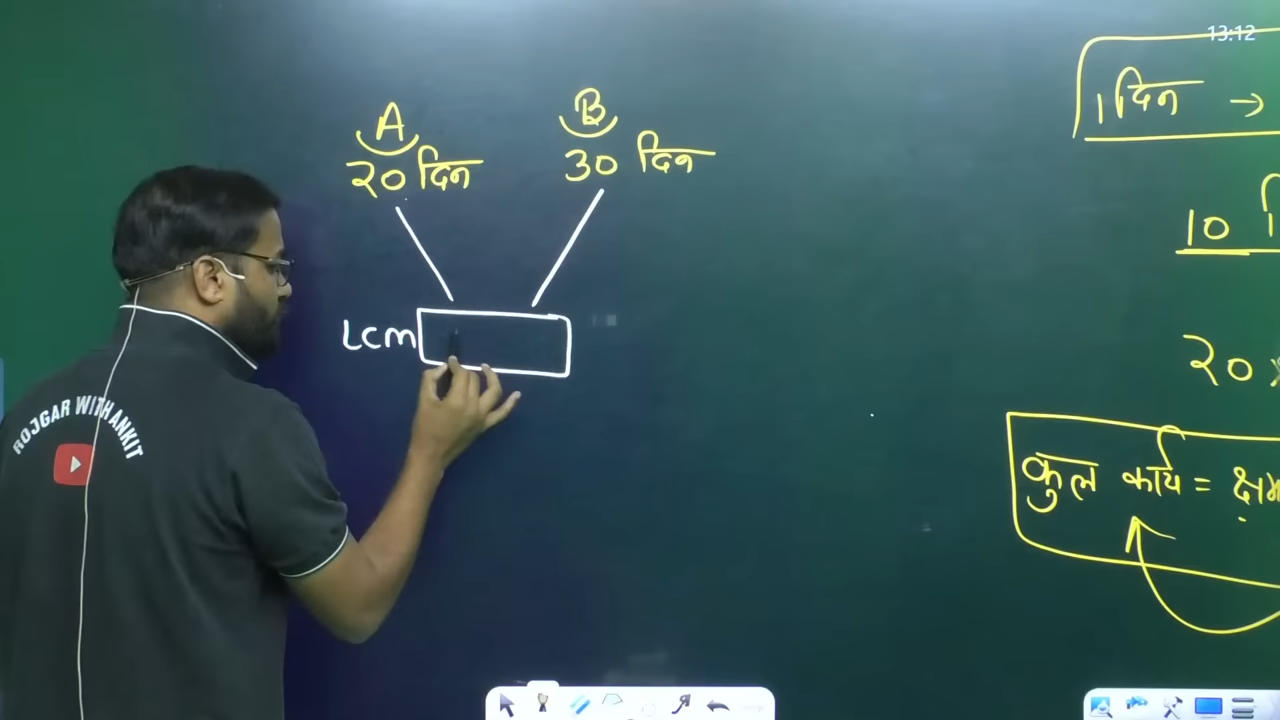 13:12
A B
20 दिन 30 दिन
LCM
1 दिन →
10
20 ×
कुल कार्य =
ROJGAR WITH ANKIT